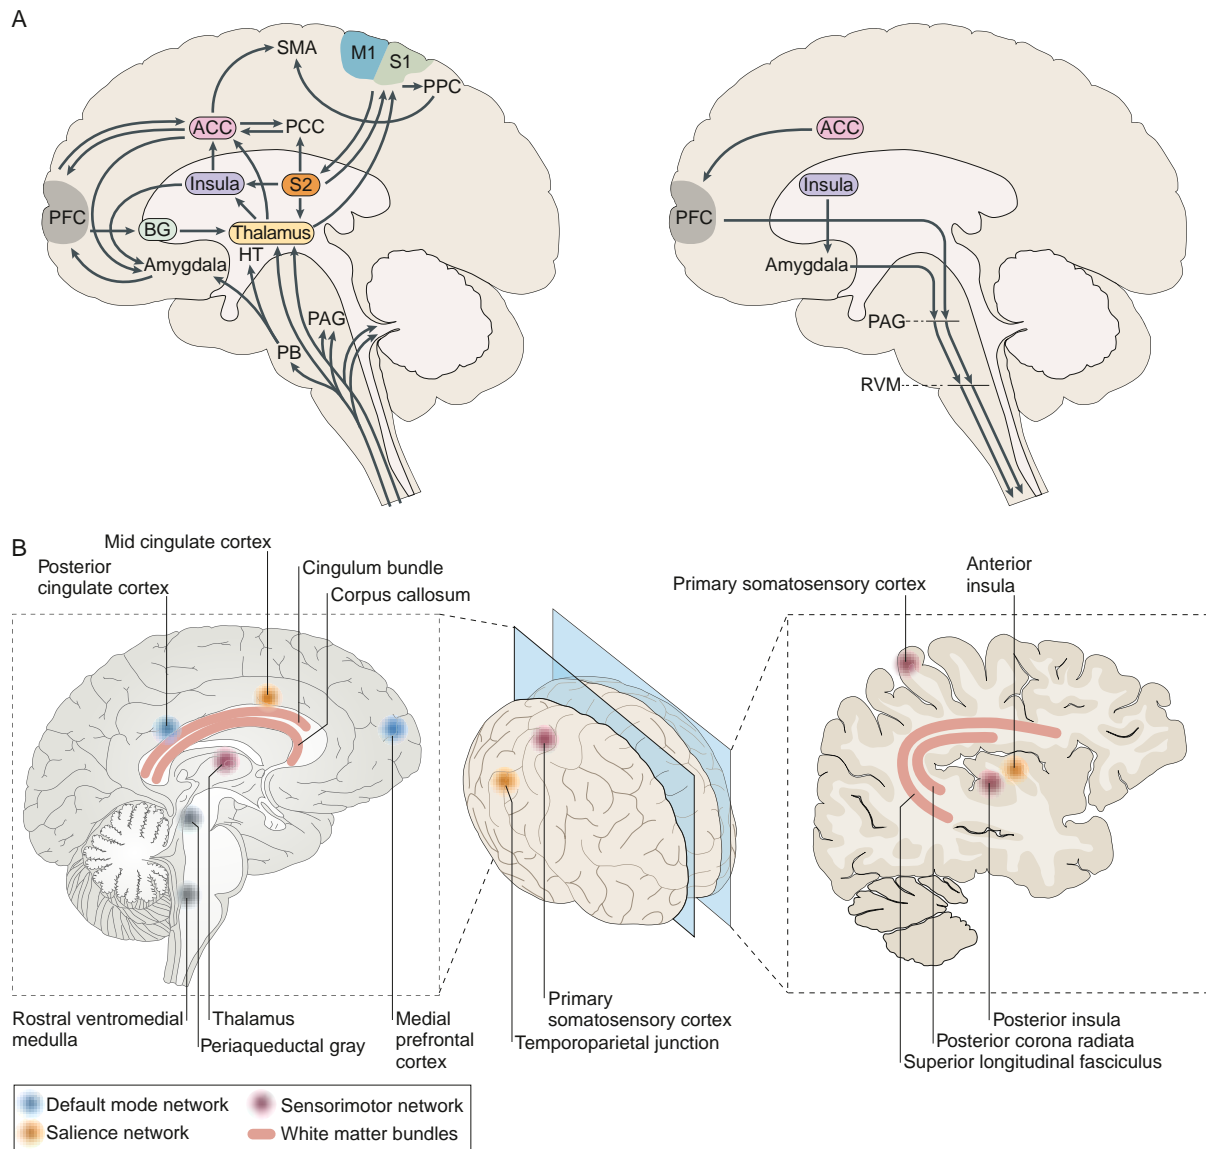 A
SMA
M1
S1
PPC
ACC
PCC
Insula
S2
PFC
BG
Thalamus
HT
Amygdala
PAG
PB
ACC
Insula
PFC
Amygdala
PAG
RVM
B
Mid cingulate cortex
Posterior
cingulate cortex
Cingulum bundle
Corpus callosum
Primary somatosensory cortex
Anterior
insula
Rostral ventromedial
medulla
Thalamus
Periaqueductal gray
Medial
prefrontal
cortex
Primary
somatosensory cortex
Temporoparietal junction
Posterior insula
Posterior corona radiata
Superior longitudinal fasciculus
Default mode network
Sensorimotor network
Salience network
White matter bundles